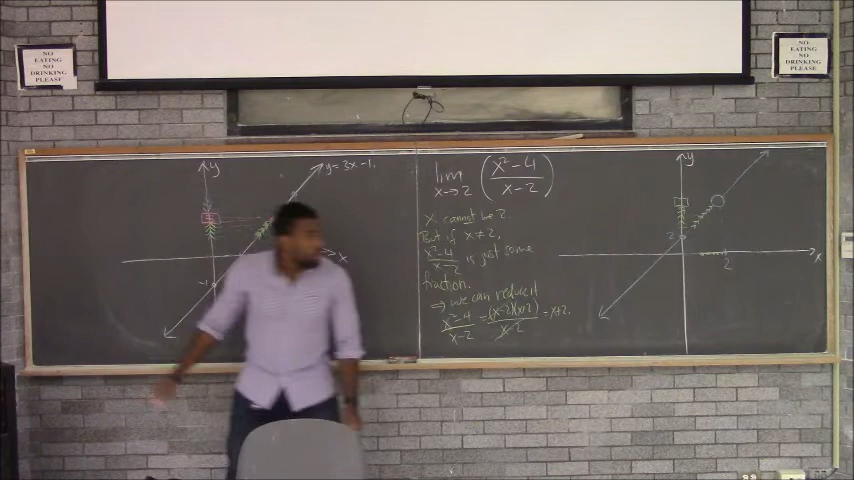 NO
EATING
NO
DRINKING
PLEASE
NO
EATING
NO
DRINKING
PLEASE
y
y=3x-1.
x
-1
lim x→2 (x²-4 / x-2)
x cannot be 2.
But if x≠2,
x²-4 / x-2 is just some
fraction.
⇒ we can reduce it
x²-4 / x-2 = (x-2)(x+2) / x-2 = x+2.
y
2
2
x